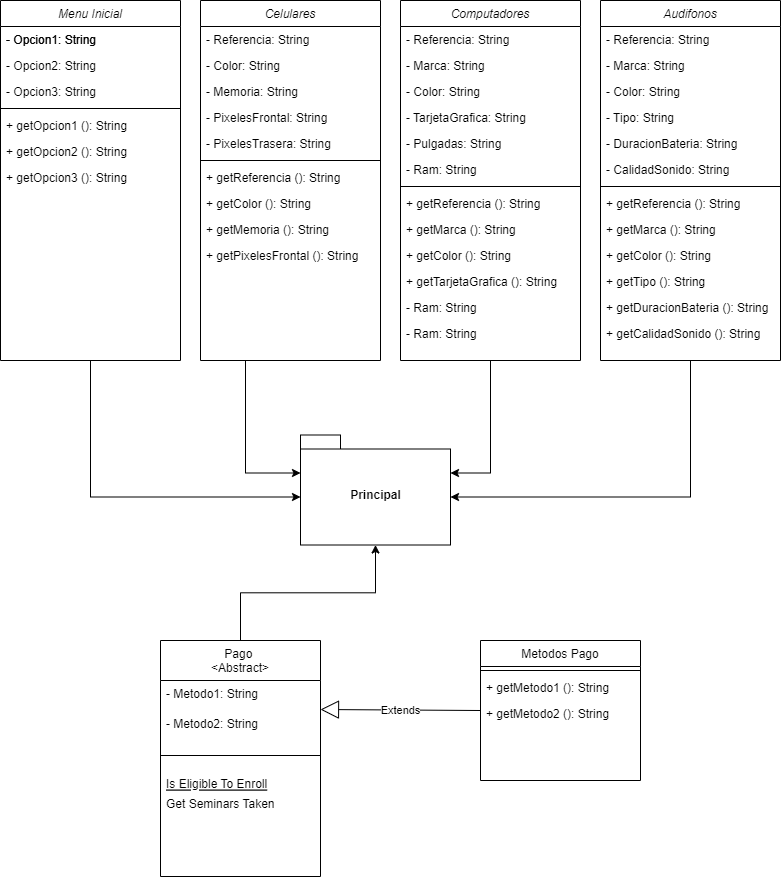 Menu Inicial
- Opcion1: String
- Opcion2: String
- Opcion3: String
+ getOpcion1 (): String
+ getOpcion2 (): String
+ getOpcion3 (): String
Celulares
- Referencia: String
- Color: String
- Memoria: String
- PixelesFrontal: String
- PixelesTrasera: String
+ getReferencia (): String
+ getColor (): String
+ getMemoria (): String
+ getPixelesFrontal (): String
Computadores
- Referencia: String
- Marca: String
- Color: String
- TarjetaGrafica: String
- Pulgadas: String
- Ram: String
+ getReferencia (): String
+ getMarca (): String
+ getColor (): String
+ getTarjetaGrafica (): String
- Ram: String
- Ram: String
Audifonos
- Referencia: String
- Marca: String
- Color: String
- Tipo: String
- DuracionBateria: String
- CalidadSonido: String
+ getReferencia (): String
+ getMarca (): String
+ getColor (): String
+ getTipo (): String
+ getDuracionBateria (): String
+ getCalidadSonido (): String
Principal
Pago
<Abstract>
- Metodo1: String
- Metodo2: String
Is Eligible To Enroll
Get Seminars Taken
Extends
Metodos Pago
+ getMetodo1 (): String
+ getMetodo2 (): String